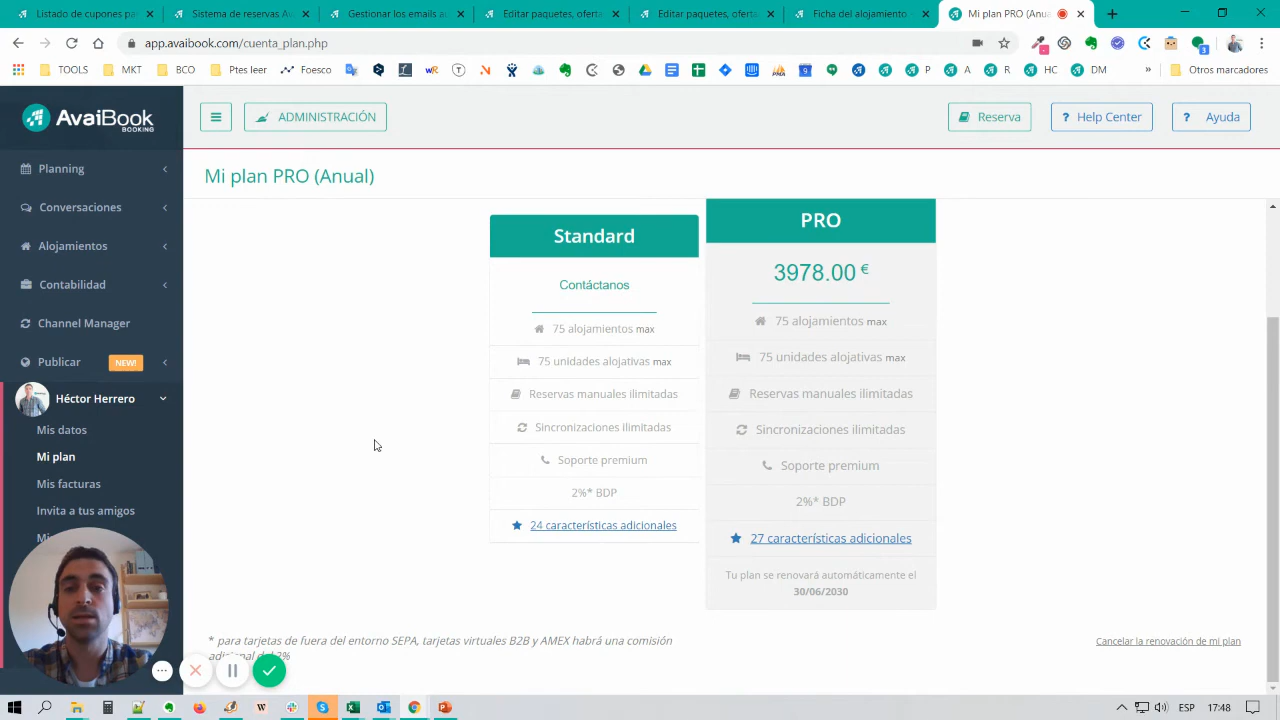 Listado de cupones pa
Sistema de reservas Av
Gestionar los emails au
Editar paquetes, oferta
Editar paquetes, oferta
Ficha del alojamiento -
Mi plan PRO (Anua
app.avaibook.com/cuenta_plan.php
TOOLS
MKT
BCO
Ptes leer
Foesco
P
A
R
HC
DM
»
Otros marcadores
AvaiBook
BOOKING
ADMINISTRACIÓN
Reserva
? Help Center
? Ayuda
Planning
Conversaciones
Alojamientos
Contabilidad
Channel Manager
Publicar NEW!
Héctor Herrero
Mis datos
Mi plan
Mis facturas
Invita a tus amigos
Mi plan PRO (Anual)
Standard
Contáctanos
75 alojamientos max
75 unidades alojativas max
Reservas manuales ilimitadas
Sincronizaciones ilimitadas
Soporte premium
2%* BDP
24 características adicionales
PRO
3978.00 €
75 alojamientos max
75 unidades alojativas max
Reservas manuales ilimitadas
Sincronizaciones ilimitadas
Soporte premium
2%* BDP
27 características adicionales
Tu plan se renovará automáticamente el
30/06/2030
* para tarjetas de fuera del entorno SEPA, tarjetas virtuales B2B y AMEX habrá una comisión
Cancelar la renovación de mi plan
ESP
17:48